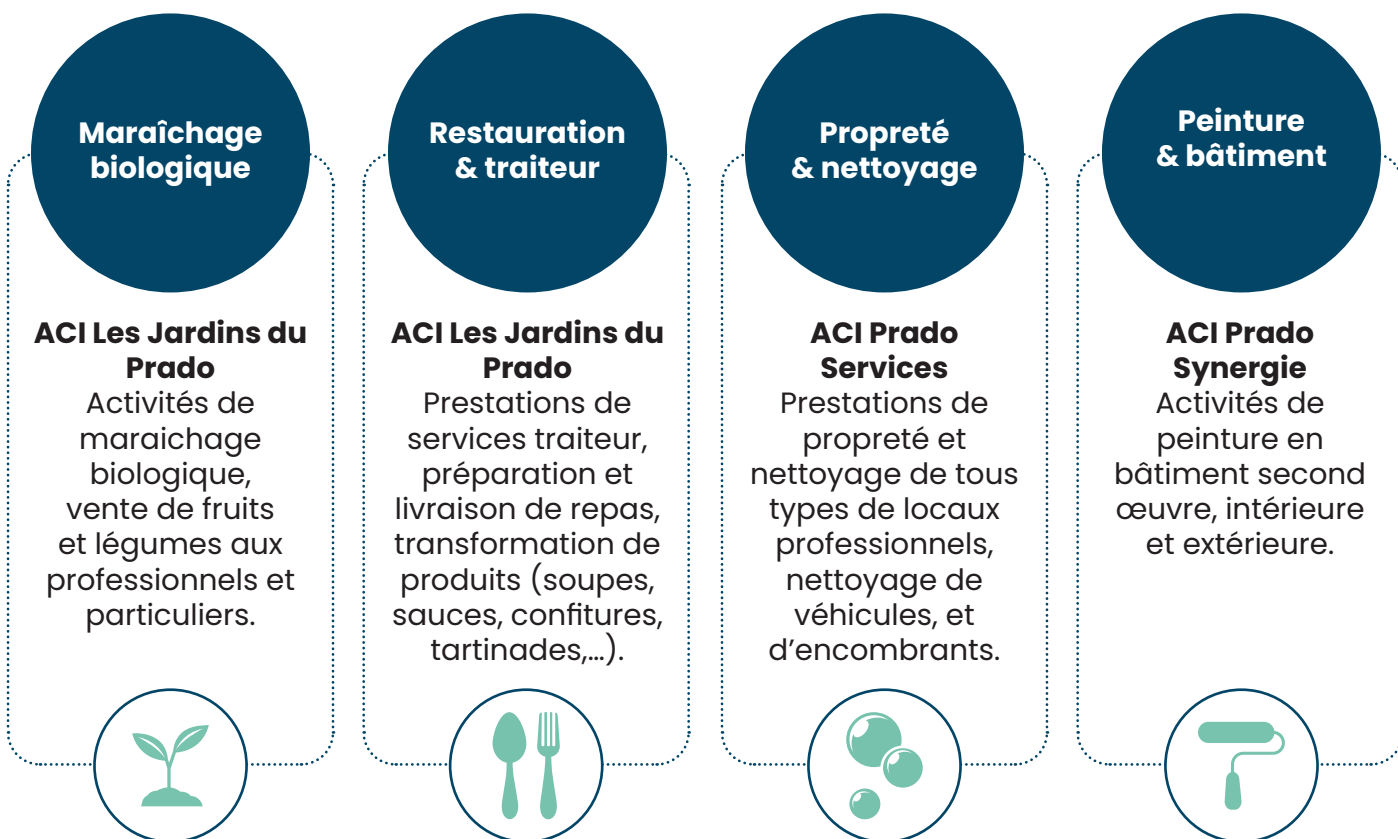 Maraîchage
biologique
ACI Les Jardins du
Prado
Activités de
maraichage
biologique,
vente de fruits
et légumes aux
professionnels et
particuliers.
Restauration
& traiteur
ACI Les Jardins du
Prado
Prestations de
services traiteur,
préparation et
livraison de repas,
transformation de
produits (soupes,
sauces, confitures,
tartinades,...).
Propreté
& nettoyage
ACI Prado
Services
Prestations de
propreté et
nettoyage de tous
types de locaux
professionnels,
nettoyage de
véhicules, et
d’encombrants.
Peinture
& bâtiment
ACI Prado
Synergie
Activités de
peinture en
bâtiment second
œuvre, intérieure
et extérieure.